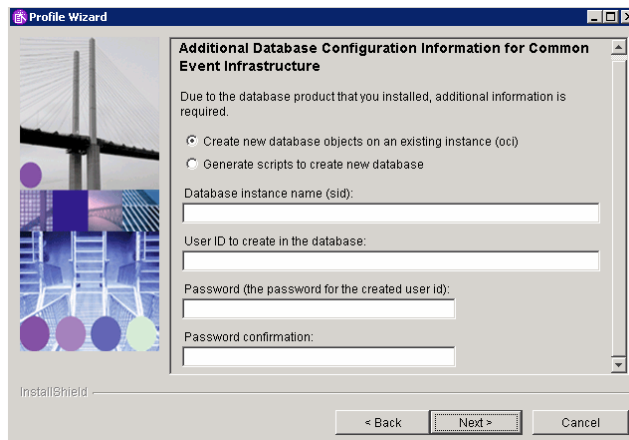 Profile Wizard
Additional Database Configuration Information for Common
Event Infrastructure
Due to the database product that you installed, additional information is
required.
Create new database objects on an existing instance (oci)
Generate scripts to create new database
Database instance name (sid):
User ID to create in the database:
Password (the password for the created user id):
Password confirmation:
InstallShield
< Back
Next >
Cancel